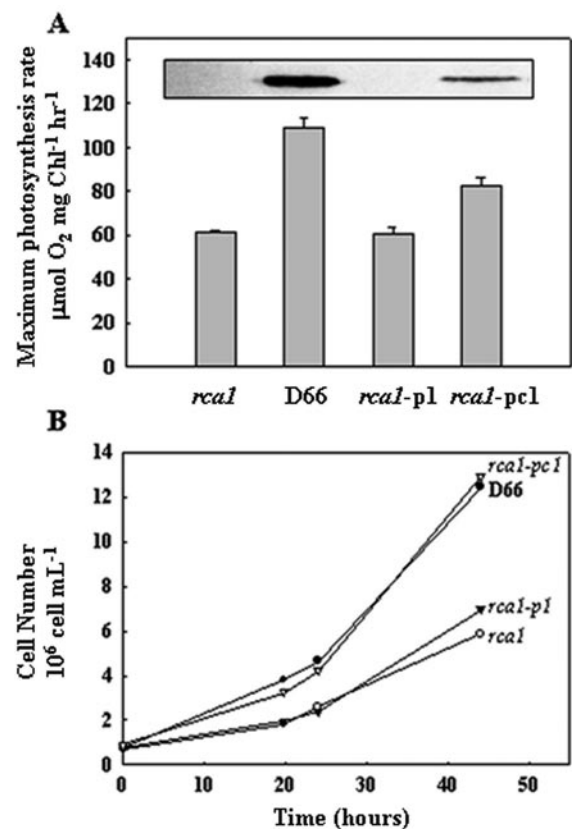 A
Maximum photosynthesis rate
μmol O₂ mg Chl⁻¹ hr⁻¹
140
120
100
80
60
40
20
0
rca1 D66 rca1-p1 rca1-pc1
B
Cell Number
10⁶ cell mL⁻¹
14
12
10
8
6
4
2
0
rca1-pc1
D66
rca1-p1
rca1
0 10 20 30 40 50
Time (hours)